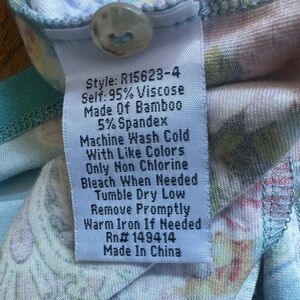 Style: R15623-4
Self: 95% Viscose
Made Of Bamboo
5% Spandex
Machine Wash Cold
With Like Colors
Only Non Chlorine
Bleach When Needed
Tumble Dry Low
Remove Promptly
Warm Iron If Needed
Rn# 149414
Made In China